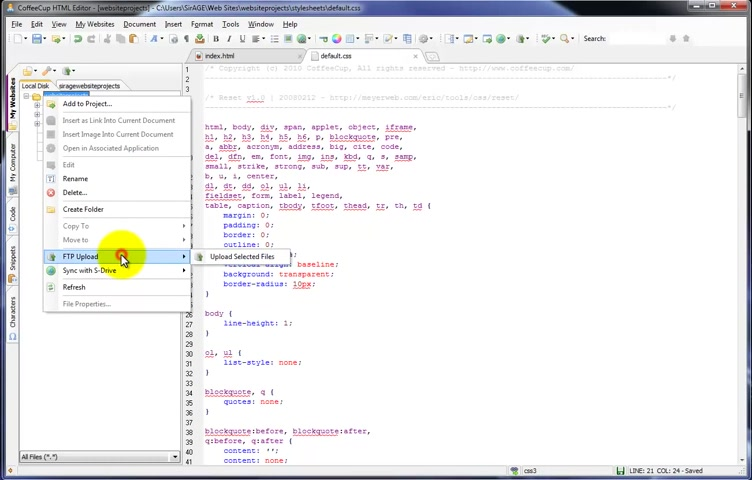 CoffeeCup HTML Editor - [websiteprojects] - C:\Users\SirAGE\Web Sites\websiteprojects\stylesheets\default.css
File Edit View My Websites Document Insert Format Tools Window Help
Search:
index.html default.css
Local Disk siragewebsiteprojects
My Websites
My Computer
Code
Snippets
Characters
Add to Project...
Insert as Link Into Current Document
Insert Image Into Current Document
Open in Associated Application
Edit
Rename
Delete...
Create Folder
Copy To
Move to
FTP Upload
Upload Selected Files
Sync with S-Drive
Refresh
File Properties...
All Files (*.*)
1 /* Copyright (c) 2010 CoffeeCup, All rights reserved - http://www.coffeecup.com/
*/
/* Reset v1.0 | 20080212 - http://meyerweb.com/eric/tools/css/reset/
*/
html, body, div, span, applet, object, iframe,
h1, h2, h3, h4, h5, h6, p, blockquote, pre,
a, abbr, acronym, address, big, cite, code,
del, dfn, em, font, img, ins, kbd, q, s, samp,
small, strike, strong, sub, sup, tt, var,
b, u, i, center,
dl, dt, dd, ol, ul, li,
fieldset, form, label, legend,
table, caption, tbody, tfoot, thead, tr, th, td {
margin: 0;
padding: 0;
border: 0;
outline: 0;
baseline;
background: transparent;
border-radius: 10px;
}
body {
line-height: 1;
}
ol, ul {
list-style: none;
}
blockquote, q {
quotes: none;
}
blockquote:before, blockquote:after,
q:before, q:after {
content: '';
content: none;
css3
LINE: 21 COL: 24 - Saved